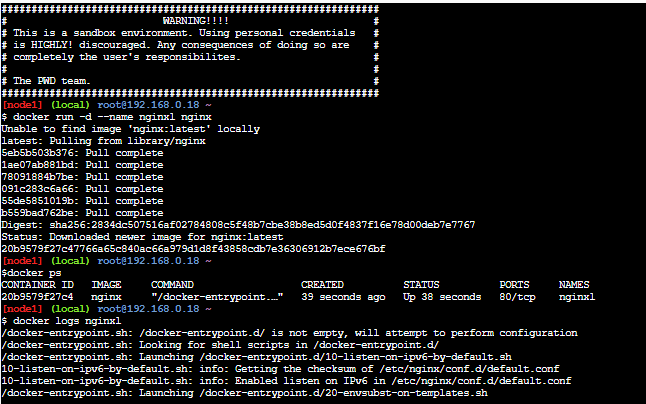 ###############################################################
#                          WARNING!!!!                        #
# This is a sandbox environment. Using personal credentials   #
# is HIGHLY! discouraged. Any consequences of doing so are    #
# completely the user's responsibilites.                      #
#                                                             #
# The PWD team.                                               #
###############################################################
[node1] (local) root@192.168.0.18 ~
$ docker run -d --name nginxl nginx
Unable to find image 'nginx:latest' locally
latest: Pulling from library/nginx
5eb5b503b376: Pull complete
1ae07ab881bd: Pull complete
78091884b7be: Pull complete
091c283c6a66: Pull complete
55de5851019b: Pull complete
b559bad762be: Pull complete
Digest: sha256:2834dc507516af02784808c5f48b7cbe38b8ed5d0f4837f16e78d00deb7e7767
Status: Downloaded newer image for nginx:latest
20b9579f27c47766a65c840ac66a979d1d8f43858cdb7e36306912b7ece676bf
[node1] (local) root@192.168.0.18 ~
$docker ps
CONTAINER ID   IMAGE     COMMAND                  CREATED          STATUS          PORTS     NAMES
20b9579f27c4   nginx     "/docker-entrypoint.…"   39 seconds ago   Up 38 seconds   80/tcp    nginxl
[node1] (local) root@192.168.0.18 ~
$ docker logs nginxl
/docker-entrypoint.sh: /docker-entrypoint.d/ is not empty, will attempt to perform configuration
/docker-entrypoint.sh: Looking for shell scripts in /docker-entrypoint.d/
/docker-entrypoint.sh: Launching /docker-entrypoint.d/10-listen-on-ipv6-by-default.sh
10-listen-on-ipv6-by-default.sh: info: Getting the checksum of /etc/nginx/conf.d/default.conf
10-listen-on-ipv6-by-default.sh: info: Enabled listen on IPv6 in /etc/nginx/conf.d/default.conf
/docker-entrypoint.sh: Launching /docker-entrypoint.d/20-envsubst-on-templates.sh